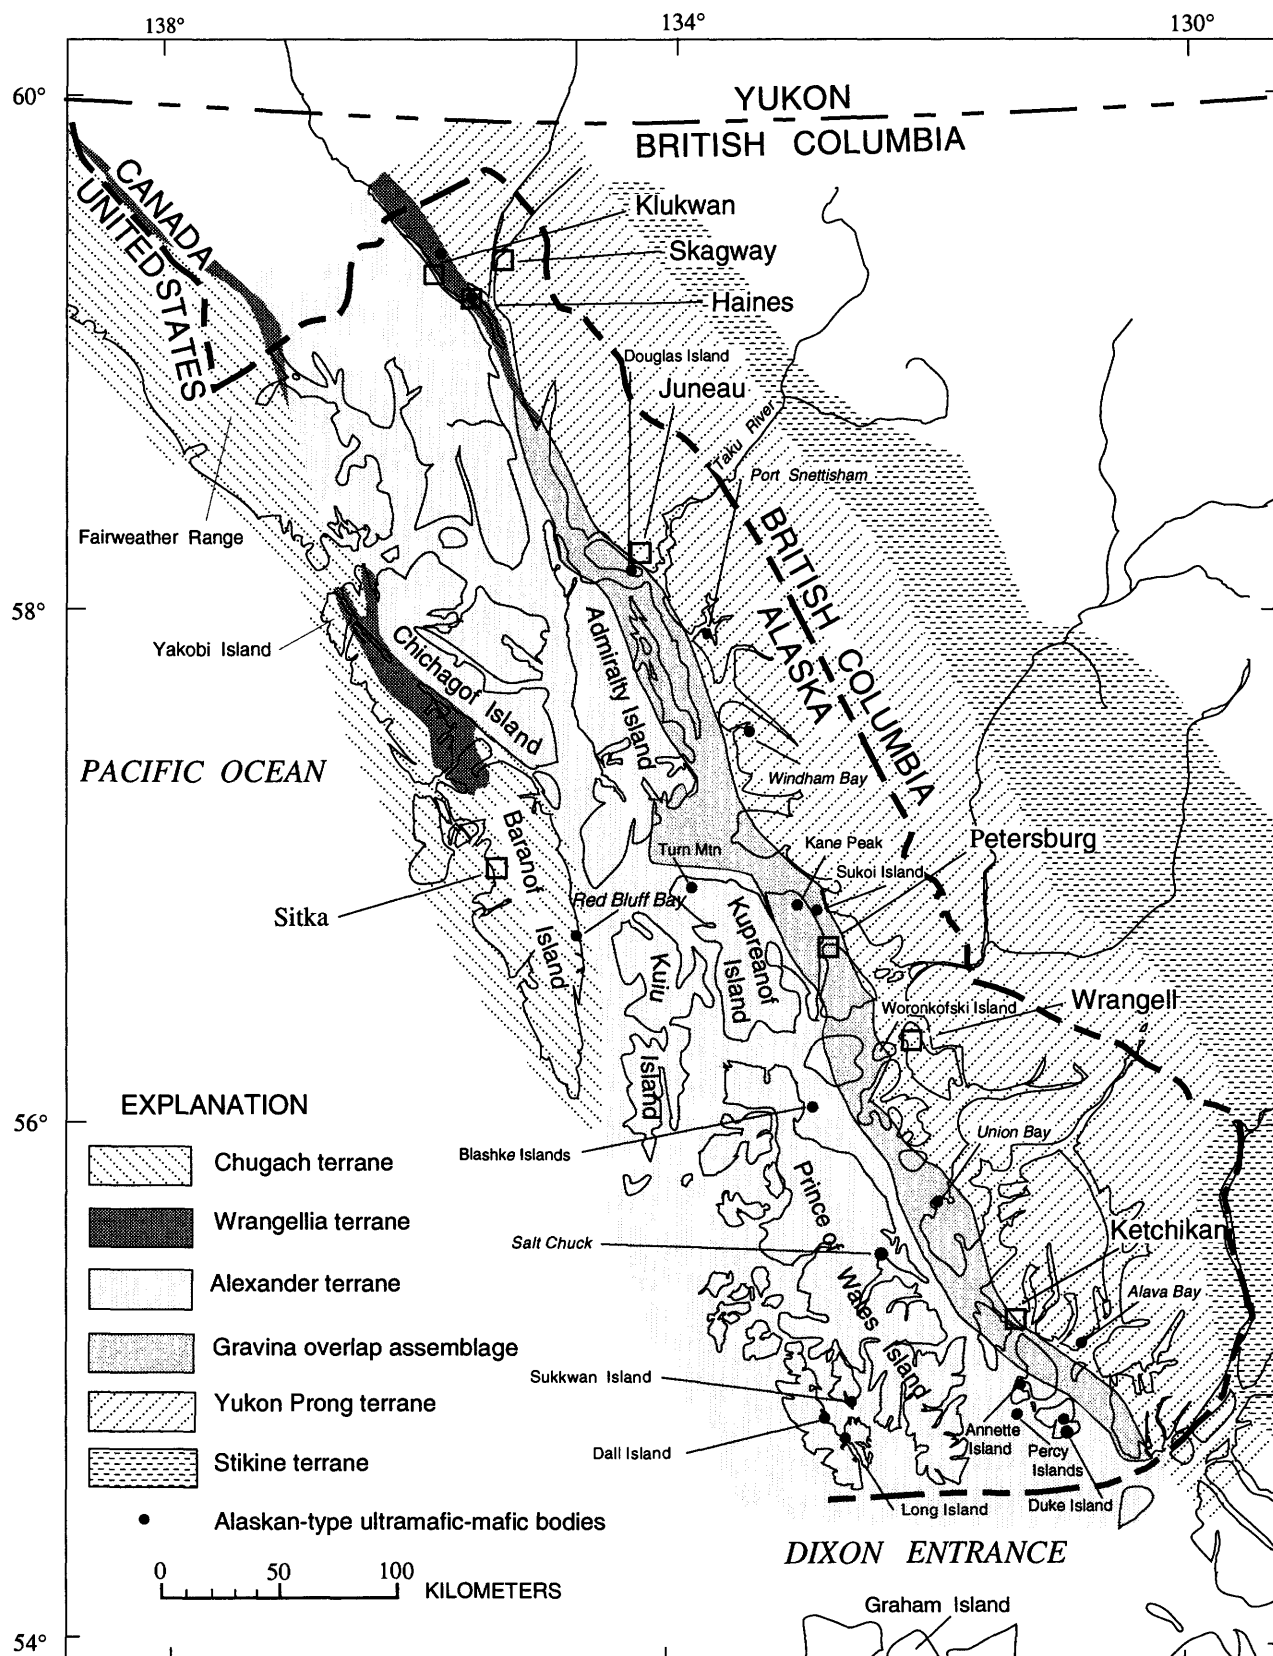 138°
134°
130°
60°
YUKON
BRITISH COLUMBIA
CANADA
UNITED STATES
Klukwan
Skagway
Haines
Douglas Island
Juneau
Taku River
Port Snettisham
Fairweather Range
BRITISH COLUMBIA
ALASKA
58°
Yakobi Island
Chichagof Island
Admiralty Island
PACIFIC OCEAN
Windham Bay
Baranof Island
Turn Mtn
Kane Peak
Petersburg
Sukoi Island
Sitka
Red Bluff Bay
Kupreanof Island
Kuiu Island
Woronkofski Island
Wrangell
56°
Blashke Islands
Union Bay
Prince of Wales Island
Salt Chuck
Ketchikan
Alava Bay
Sukkwan Island
Dall Island
Annette Island
Percy Islands
Long Island
Duke Island
EXPLANATION
Chugach terrane
Wrangellia terrane
Alexander terrane
Gravina overlap assemblage
Yukon Prong terrane
Stikine terrane
Alaskan-type ultramafic-mafic bodies
0 50 100
KILOMETERS
DIXON ENTRANCE
Graham Island
54°